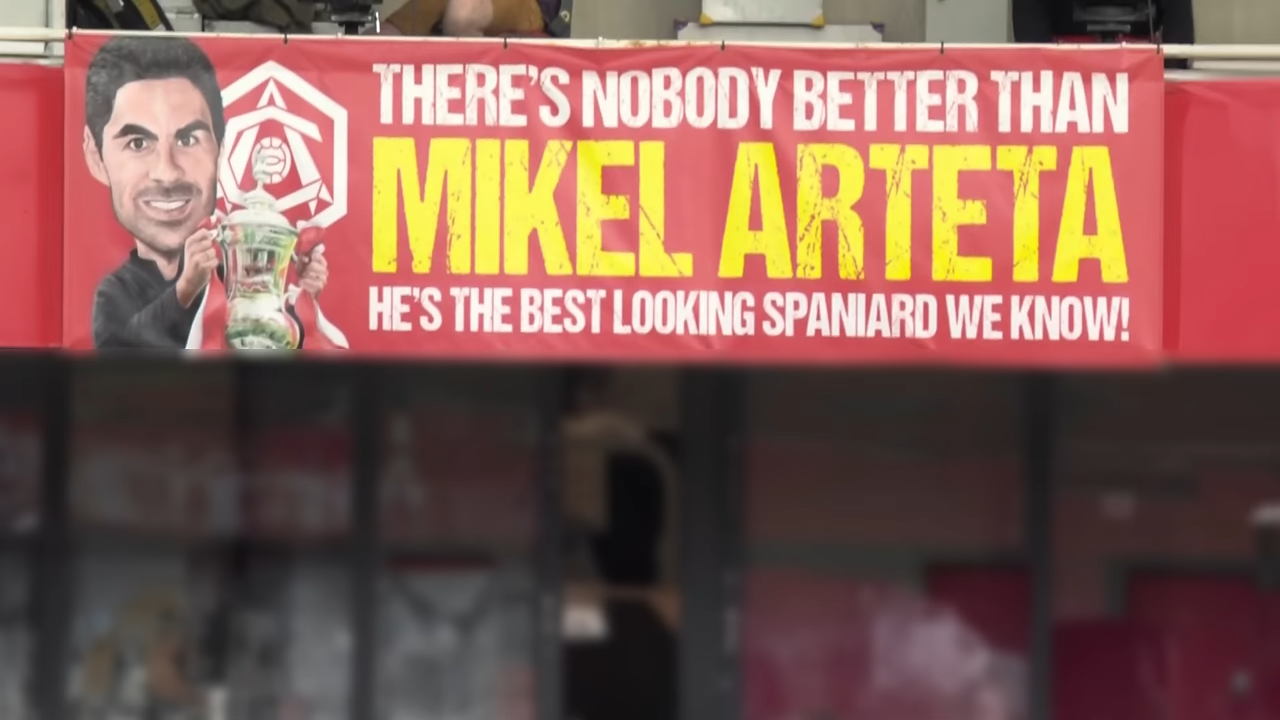 THERE'S NOBODY BETTER THAN
MIKEL ARTETA
HE'S THE BEST LOOKING SPANIARD WE KNOW!